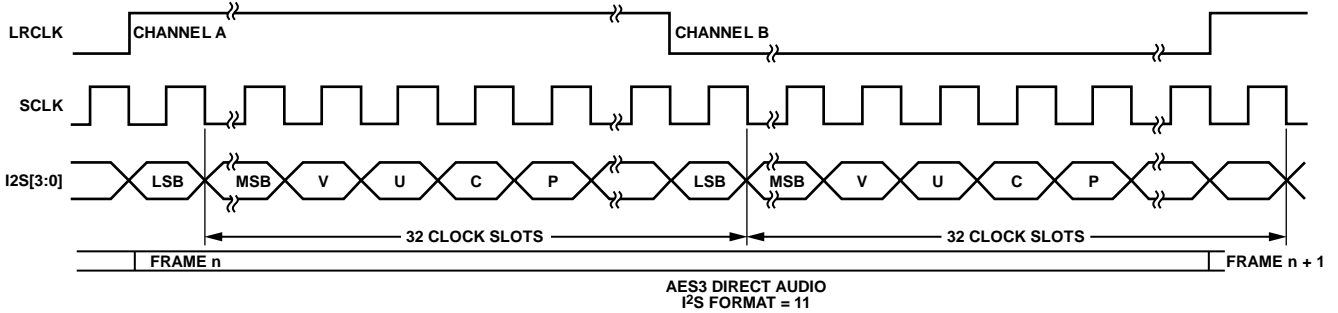 LRCLK
CHANNEL A
CHANNEL B
SCLK
I2S[3:0]
LSB
MSB
V
U
C
P
LSB
MSB
V
U
C
P
32 CLOCK SLOTS
32 CLOCK SLOTS
FRAME n
FRAME n + 1
AES3 DIRECT AUDIO
I²S FORMAT = 11